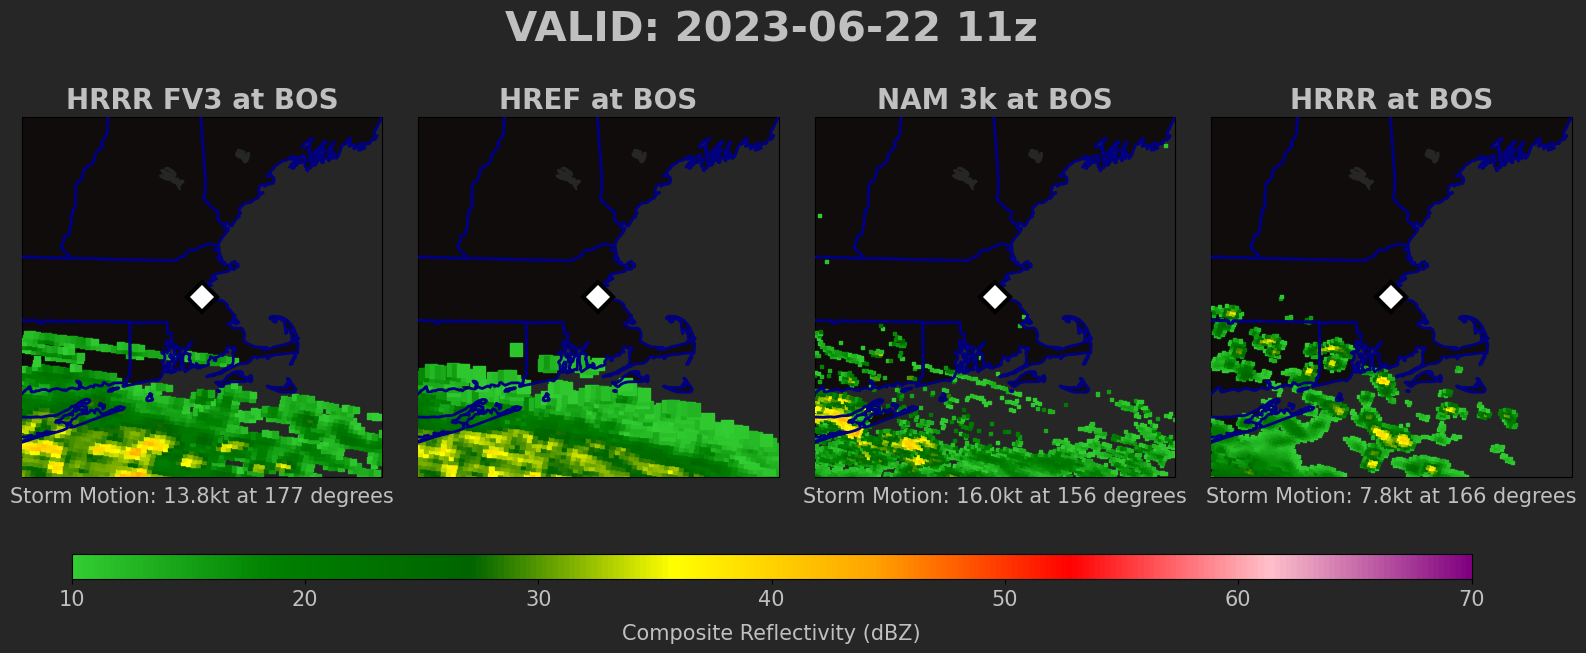 VALID: 2023-06-22 11z
HRRR FV3 at BOS
HREF at BOS
NAM 3k at BOS
HRRR at BOS
Storm Motion: 13.8kt at 177 degrees
Storm Motion: 16.0kt at 156 degrees
Storm Motion: 7.8kt at 166 degrees
10 20 30 40 50 60 70
Composite Reflectivity (dBZ)